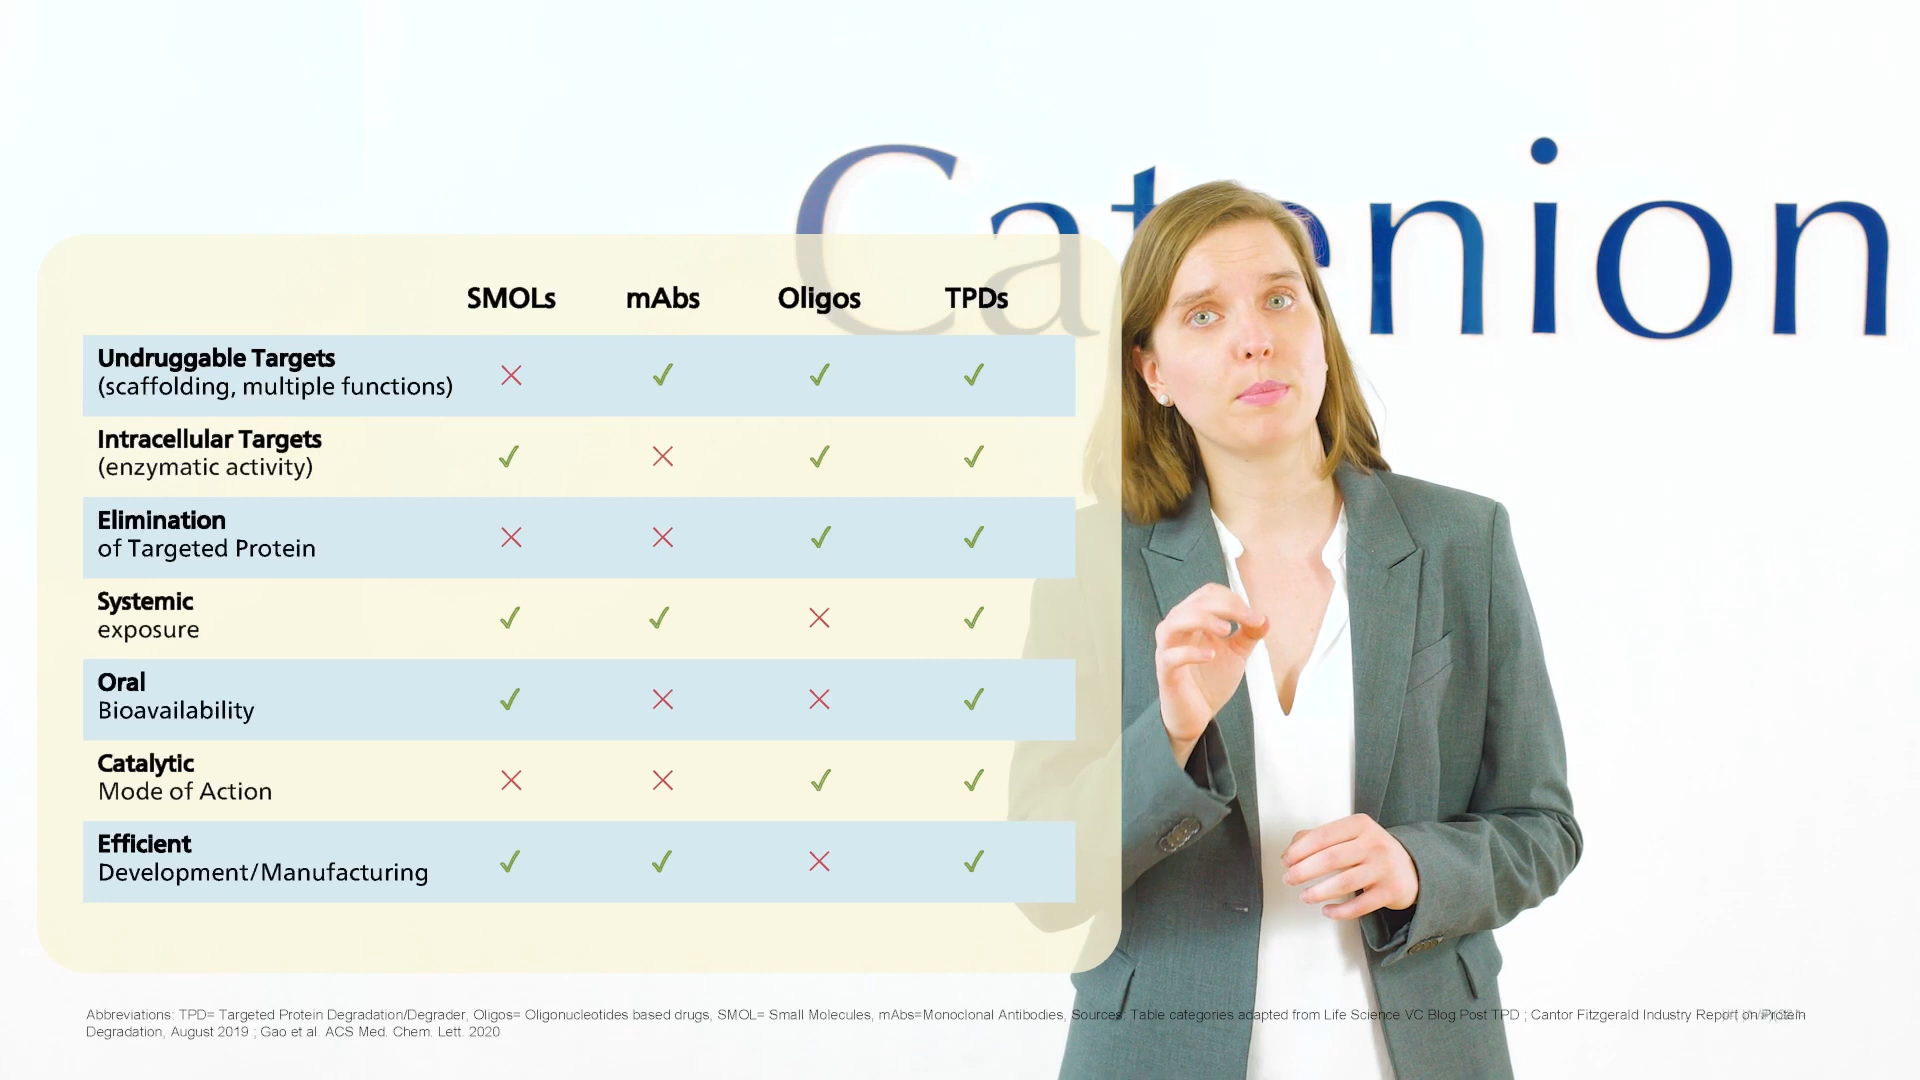 Catenion
SMOLs mAbs Oligos TPDs
Undruggable Targets
(scaffolding, multiple functions) ✗ ✓ ✓ ✓
Intracellular Targets
(enzymatic activity) ✓ ✗ ✓ ✓
Elimination
of Targeted Protein ✗ ✗ ✓ ✓
Systemic
exposure ✓ ✓ ✗ ✓
Oral
Bioavailability ✓ ✗ ✗ ✓
Catalytic
Mode of Action ✗ ✗ ✓ ✓
Efficient
Development/Manufacturing ✓ ✓ ✗ ✓
Abbreviations: TPD= Targeted Protein Degradation/Degrader, Oligos= Oligonucleotides based drugs, SMOL= Small Molecules, mAbs=Monoclonal Antibodies, Sources: Table categories adapted from Life Science VC Blog Post TPD ; Cantor Fitzgerald Industry Report on Protein
Degradation, August 2019 ; Gao et al. ACS Med. Chem. Lett. 2020